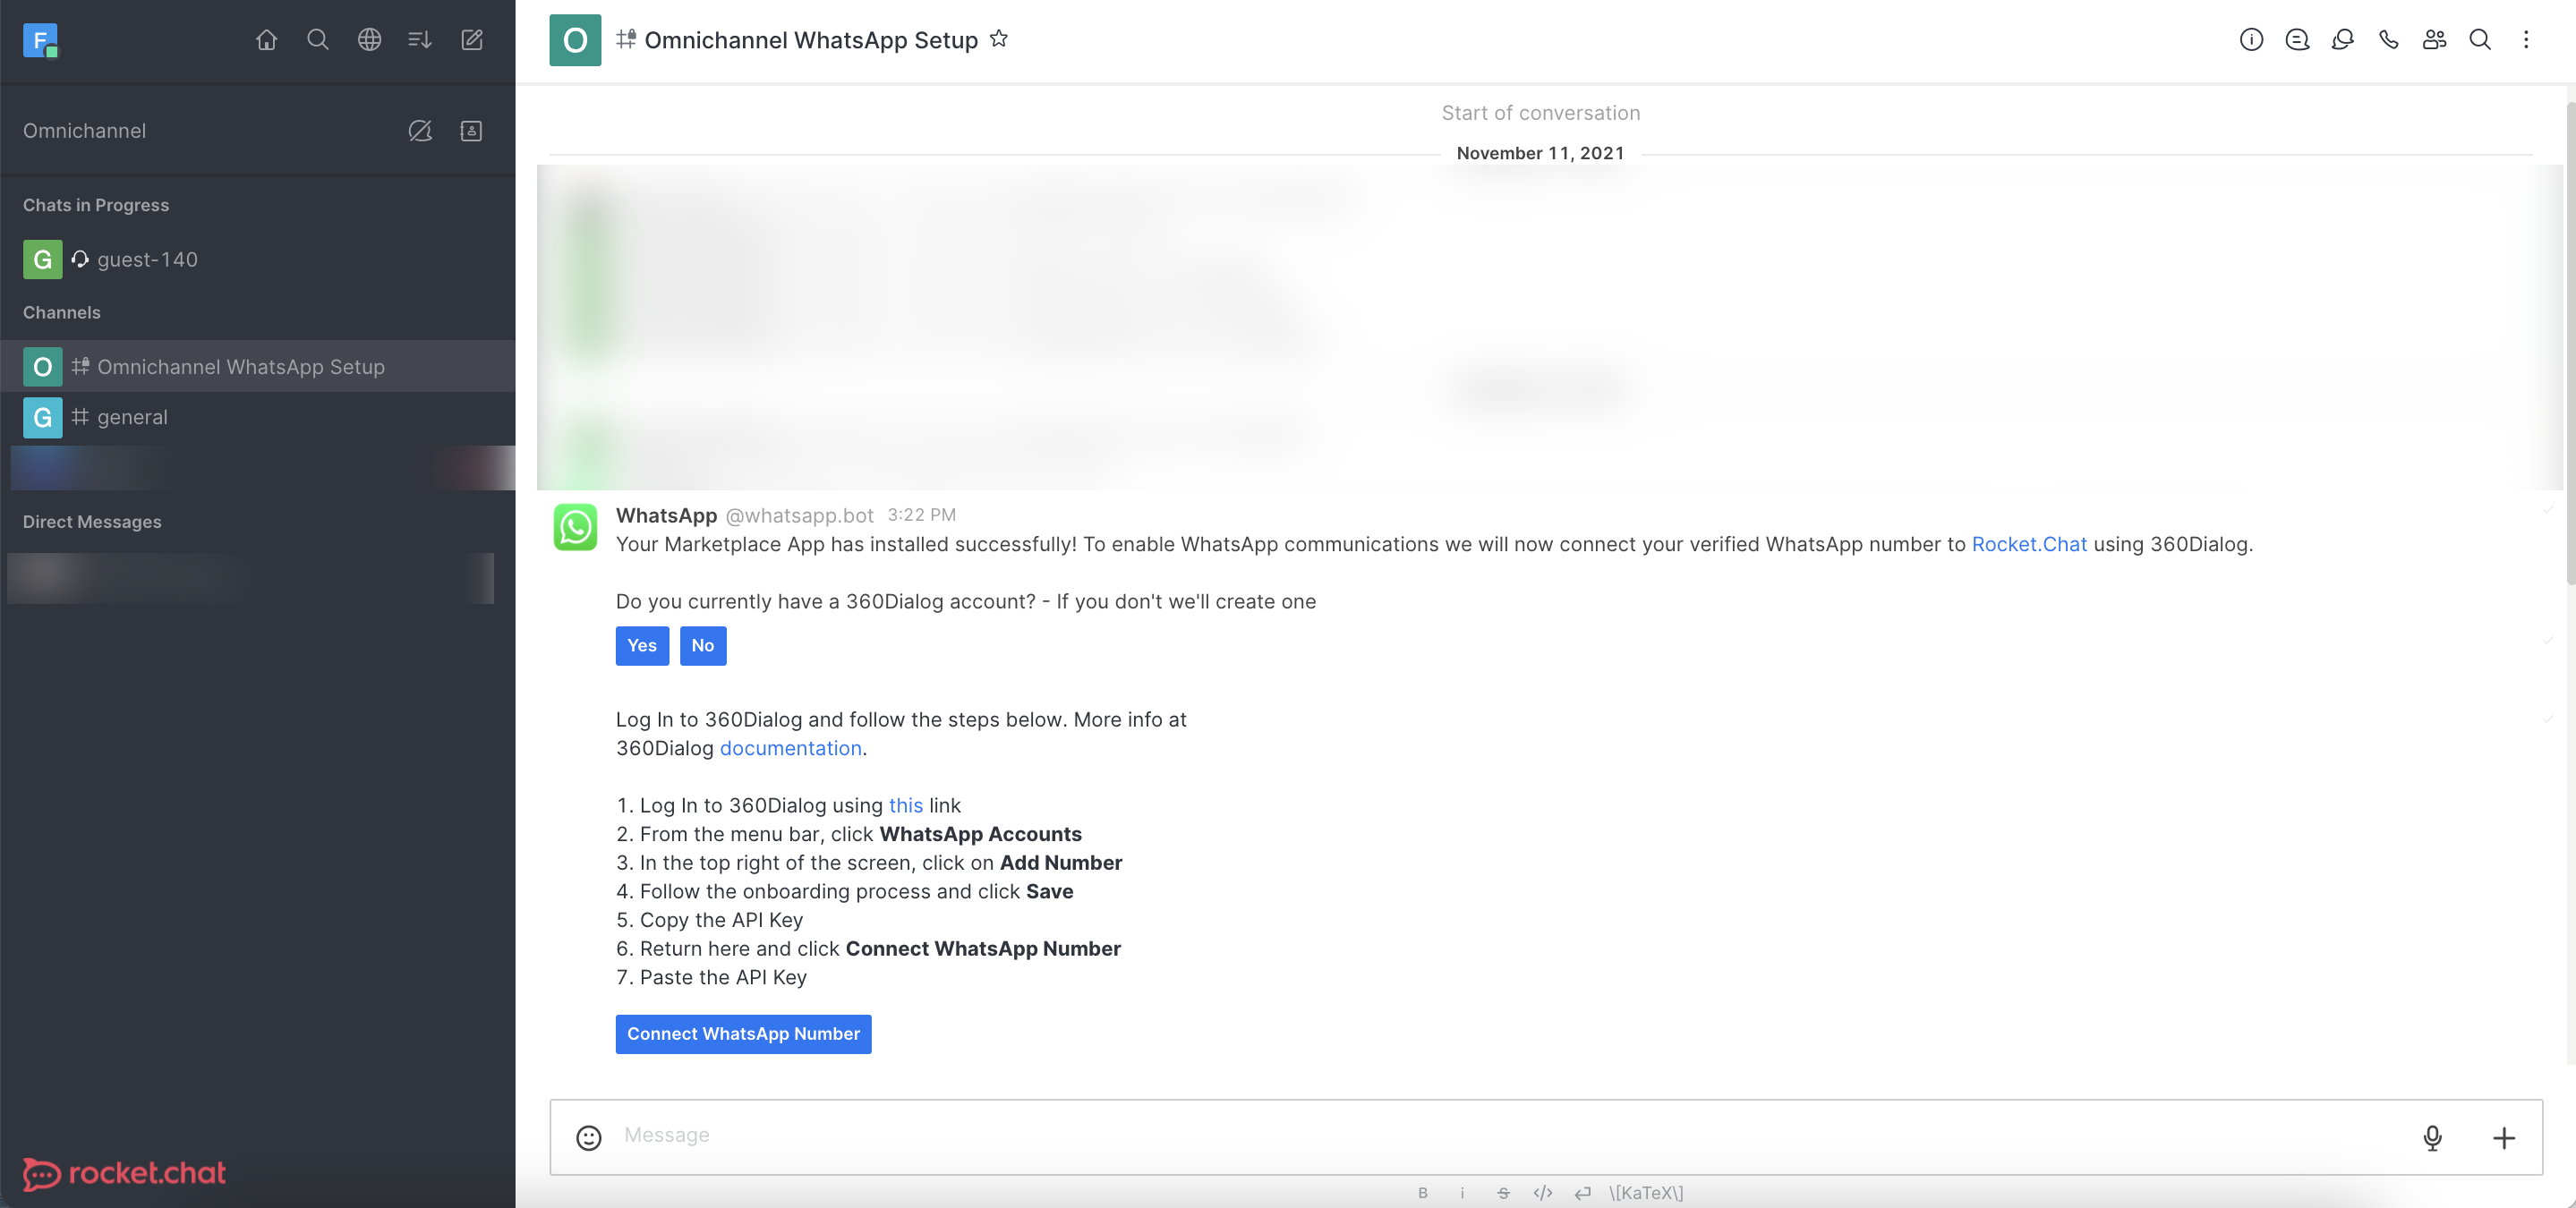 F
Omnichannel
Chats in Progress
G guest-140
Channels
O Omnichannel WhatsApp Setup
G general
Direct Messages
rocket.chat
O Omnichannel WhatsApp Setup
Start of conversation
November 11, 2021
WhatsApp @whatsapp.bot 3:22 PM
Your Marketplace App has installed successfully! To enable WhatsApp communications we will now connect your verified WhatsApp number to Rocket.Chat using 360Dialog.
Do you currently have a 360Dialog account? - If you don't we'll create one
Yes No
Log In to 360Dialog and follow the steps below. More info at
360Dialog documentation.
1. Log In to 360Dialog using this link
2. From the menu bar, click WhatsApp Accounts
3. In the top right of the screen, click on Add Number
4. Follow the onboarding process and click Save
5. Copy the API Key
6. Return here and click Connect WhatsApp Number
7. Paste the API Key
Connect WhatsApp Number
Message
B i S </> \[KaTeX\]